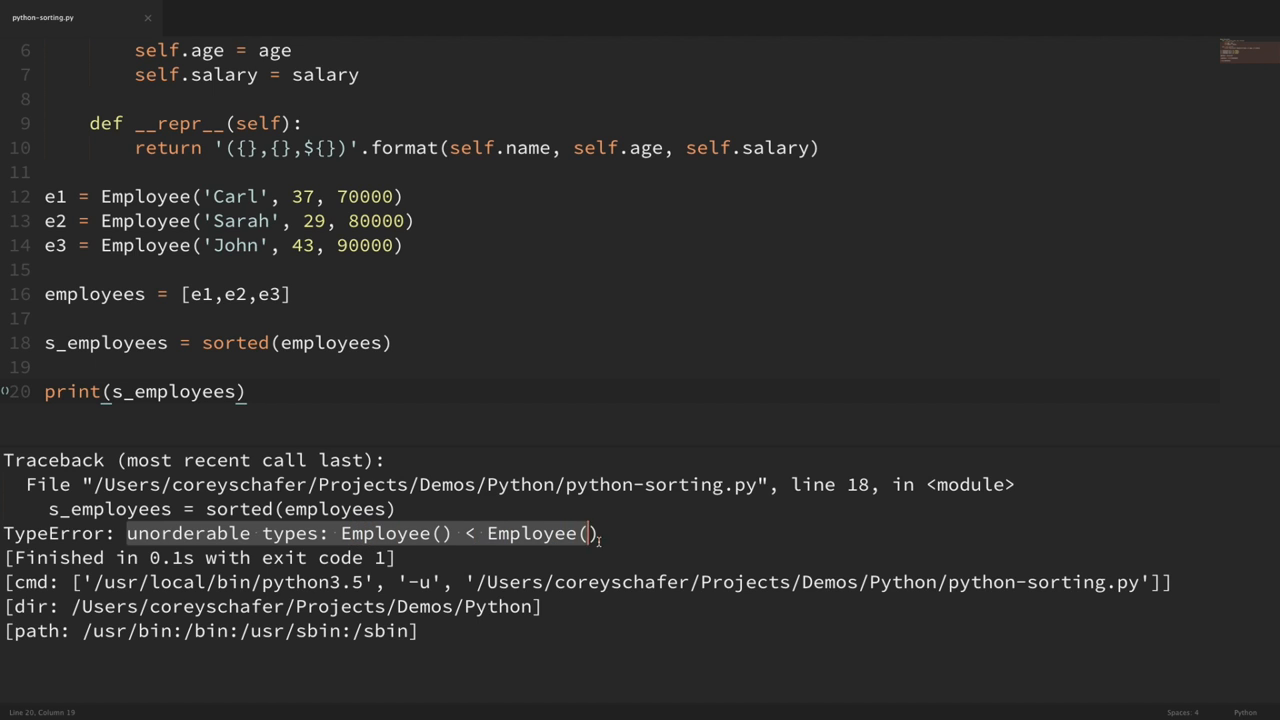 python-sorting.py ×
6 self.age = age
7 self.salary = salary
8
9 def __repr__(self):
10 return '({},{},${})'.format(self.name, self.age, self.salary)
11
12 e1 = Employee('Carl', 37, 70000)
13 e2 = Employee('Sarah', 29, 80000)
14 e3 = Employee('John', 43, 90000)
15
16 employees = [e1,e2,e3]
17
18 s_employees = sorted(employees)
19
()20 print(s_employees)
Traceback (most recent call last):
File "/Users/coreyschafer/Projects/Demos/Python/python-sorting.py", line 18, in <module>
s_employees = sorted(employees)
TypeError: unorderable types: Employee() < Employee()
[Finished in 0.1s with exit code 1]
[cmd: ['/usr/local/bin/python3.5', '-u', '/Users/coreyschafer/Projects/Demos/Python/python-sorting.py']]
[dir: /Users/coreyschafer/Projects/Demos/Python]
[path: /usr/bin:/bin:/usr/sbin:/sbin]
Line 20, Column 19 Spaces: 4 Python